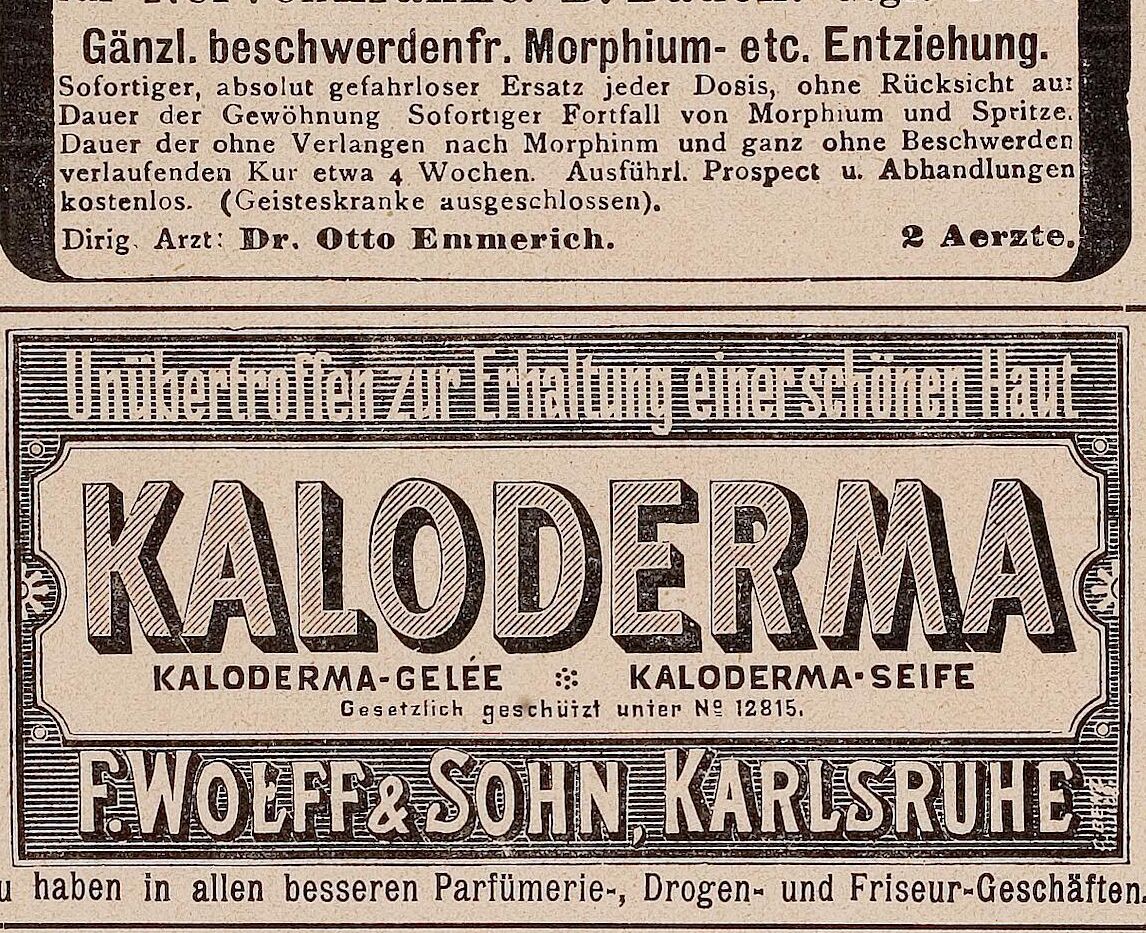 Gänzl. beschwerdenfr. Morphium- etc. Entziehung.
Sofortiger, absolut gefahrloser Ersatz jeder Dosis, ohne Rücksicht au
Dauer der Gewöhnung Sofortiger Fortfall von Morphium und Spritze.
Dauer der ohne Verlangen nach Morphinm und ganz ohne Beschwerden
verlaufenden Kur etwa 4 Wochen. Ausführl. Prospect u. Abhandlungen
kostenlos. (Geisteskranke ausgeschlossen).
Dirig. Arzt: Dr. Otto Emmerich. 2 Aerzte.
Unübertroffen zur Erhaltung einer schönen Haut
KALODERMA
KALODERMA-GELÉE KALODERMA-SEIFE
Gesetzlich geschützt unter Nº 12815.
F. WOLFF & SOHN, KARLSRUHE
u haben in allen besseren Parfümerie-, Drogen- und Friseur-Geschäften.